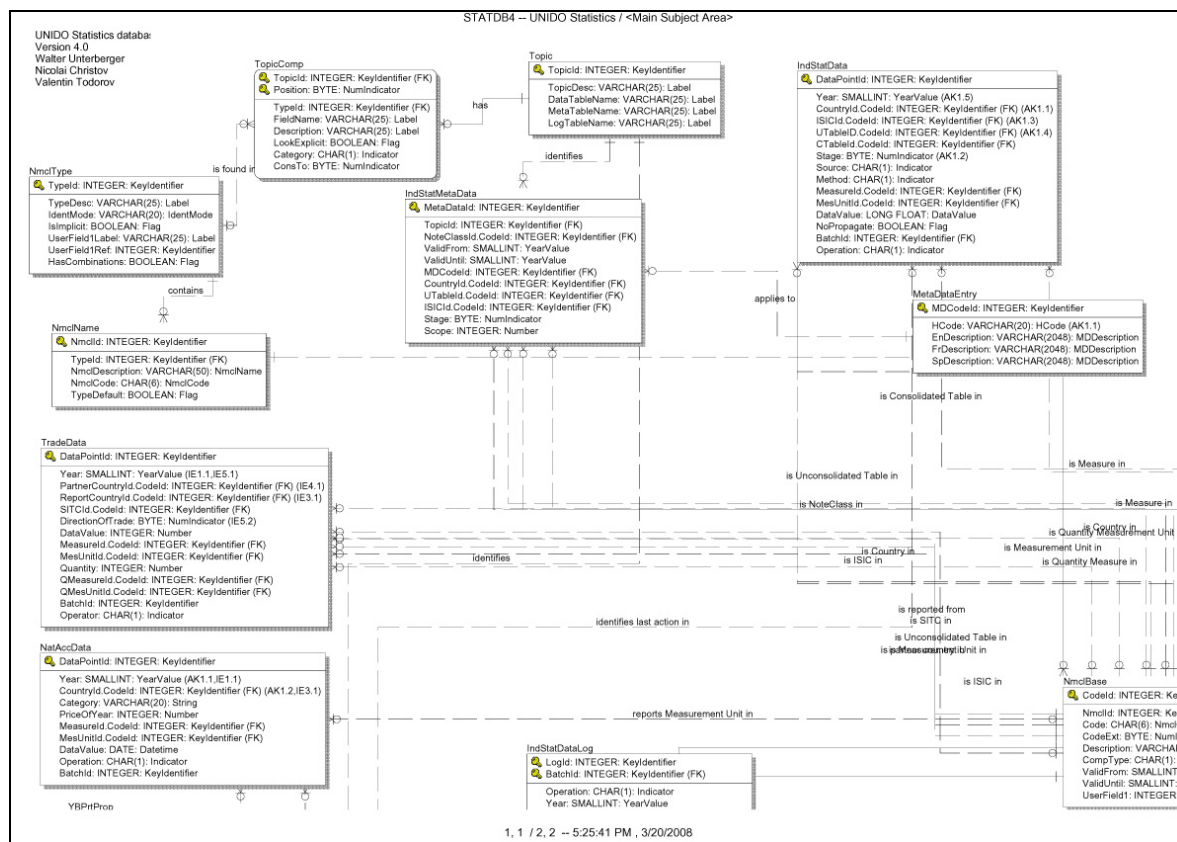 STATDB4 -- UNIDO Statistics / <Main Subject Area>
UNIDO Statistics databa
Version 4.0
Walter Unterberger
Nicolai Christov
Valentin Todorov
TopicComp
TopicId: INTEGER: KeyIdentifier (FK)
Position: BYTE: NumIndicator
TypeId: INTEGER: KeyIdentifier (FK)
FieldName: VARCHAR(25): Label
Description: VARCHAR(25): Label
LookExplicit: BOOLEAN: Flag
Category: CHAR(1): Indicator
ConsTo: BYTE: NumIndicator
has
Topic
TopicId: INTEGER: KeyIdentifier
TopicDesc: VARCHAR(25): Label
DataTableName: VARCHAR(25): Label
MetaTableName: VARCHAR(25): Label
LogTableName: VARCHAR(25): Label
identifies
IndStatData
DataPointId: INTEGER: KeyIdentifier
Year: SMALLINT: YearValue (AK1.5)
CountryId.CodeId: INTEGER: KeyIdentifier (FK) (AK1.1)
ISICId.CodeId: INTEGER: KeyIdentifier (FK) (AK1.3)
UTableID.CodeId: INTEGER: KeyIdentifier (FK) (AK1.4)
CTableId.CodeId: INTEGER: KeyIdentifier (FK)
Stage: BYTE: NumIndicator (AK1.2)
Source: CHAR(1): Indicator
Method: CHAR(1): Indicator
MeasureId.CodeId: INTEGER: KeyIdentifier (FK)
MesUnitId.CodeId: INTEGER: KeyIdentifier (FK)
DataValue: LONG FLOAT: DataValue
NoPropagate: BOOLEAN: Flag
BatchId: INTEGER: KeyIdentifier (FK)
Operation: CHAR(1): Indicator
is found in
NmclType
TypeId: INTEGER: KeyIdentifier
TypeDesc: VARCHAR(25): Label
IdentMode: VARCHAR(20): IdentMode
IsImplicit: BOOLEAN: Flag
UserField1Label: VARCHAR(25): Label
UserField1Ref: INTEGER: KeyIdentifier
HasCombinations: BOOLEAN: Flag
contains
IndStatMetaData
MetaDataId: INTEGER: KeyIdentifier
TopicId: INTEGER: KeyIdentifier (FK)
NoteClassId.CodeId: INTEGER: KeyIdentifier (FK)
ValidFrom: SMALLINT: YearValue
ValidUntil: SMALLINT: YearValue
MDCodeId: INTEGER: KeyIdentifier (FK)
CountryId.CodeId: INTEGER: KeyIdentifier (FK)
UTableId.CodeId: INTEGER: KeyIdentifier (FK)
ISICId.CodeId: INTEGER: KeyIdentifier (FK)
Stage: BYTE: NumIndicator
Scope: INTEGER: Number
applies to
MetaDataEntry
MDCodeId: INTEGER: KeyIdentifier
HCode: VARCHAR(20): HCode (AK1.1)
EnDescription: VARCHAR(2048): MDDescription
FrDescription: VARCHAR(2048): MDDescription
SpDescription: VARCHAR(2048): MDDescription
NmclName
NmclId: INTEGER: KeyIdentifier
TypeId: INTEGER: KeyIdentifier (FK)
NmclDescription: VARCHAR(50): NmclName
NmclCode: CHAR(6): NmclCode
TypeDefault: BOOLEAN: Flag
is Consolidated Table in
TradeData
DataPointId: INTEGER: KeyIdentifier
Year: SMALLINT: YearValue (IE1.1,IE5.1)
PartnerCountryId.CodeId: INTEGER: KeyIdentifier (FK) (IE4.1)
ReportCountryId.CodeId: INTEGER: KeyIdentifier (FK) (IE3.1)
SITCId.CodeId: INTEGER: KeyIdentifier (FK)
DirectionOfTrade: BYTE: NumIndicator (IE5.2)
DataValue: INTEGER: Number
MeasureId.CodeId: INTEGER: KeyIdentifier (FK)
MesUnitId.CodeId: INTEGER: KeyIdentifier (FK)
Quantity: INTEGER: Number
QMeasureId.CodeId: INTEGER: KeyIdentifier (FK)
QMesUnitId.CodeId: INTEGER: KeyIdentifier (FK)
BatchId: INTEGER: KeyIdentifier
Operator: CHAR(1): Indicator
is Measure in
is Unconsolidated Table in
is NoteClass in
is Measure in
is Country in
is Quantity Measurement Unit
is Country in
is Measurement Unit in
identifies
is ISIC in
is Quantity Measure in
is reported from
is SITC in
identifies last action in
is Unconsolidated Table in
is ISIC in
NatAccData
DataPointId: INTEGER: KeyIdentifier
Year: SMALLINT: YearValue (AK1.1,IE1.1)
CountryId.CodeId: INTEGER: KeyIdentifier (FK) (AK1.2,IE3.1)
Category: VARCHAR(20): String
PriceOfYear: INTEGER: Number
MeasureId.CodeId: INTEGER: KeyIdentifier (FK)
MesUnitId.CodeId: INTEGER: KeyIdentifier (FK)
DataValue: DATE: Datetime
Operation: CHAR(1): Indicator
BatchId: INTEGER: KeyIdentifier
reports Measurement Unit in
NmclBase
CodeId: INTEGER: Ke
NmclId: INTEGER: Ke
Code: CHAR(6): Nmcl
CodeExt: BYTE: Num
Description: VARCHA
CompType: CHAR(1):
ValidFrom: SMALLINT
ValidUntil: SMALLINT:
UserField1: INTEGER
IndStatDataLog
LogId: INTEGER: KeyIdentifier
BatchId: INTEGER: KeyIdentifier (FK)
Operation: CHAR(1): Indicator
Year: SMALLINT: YearValue
YBPrtProp
1, 1 / 2, 2 -- 5:25:41 PM , 3/20/2008